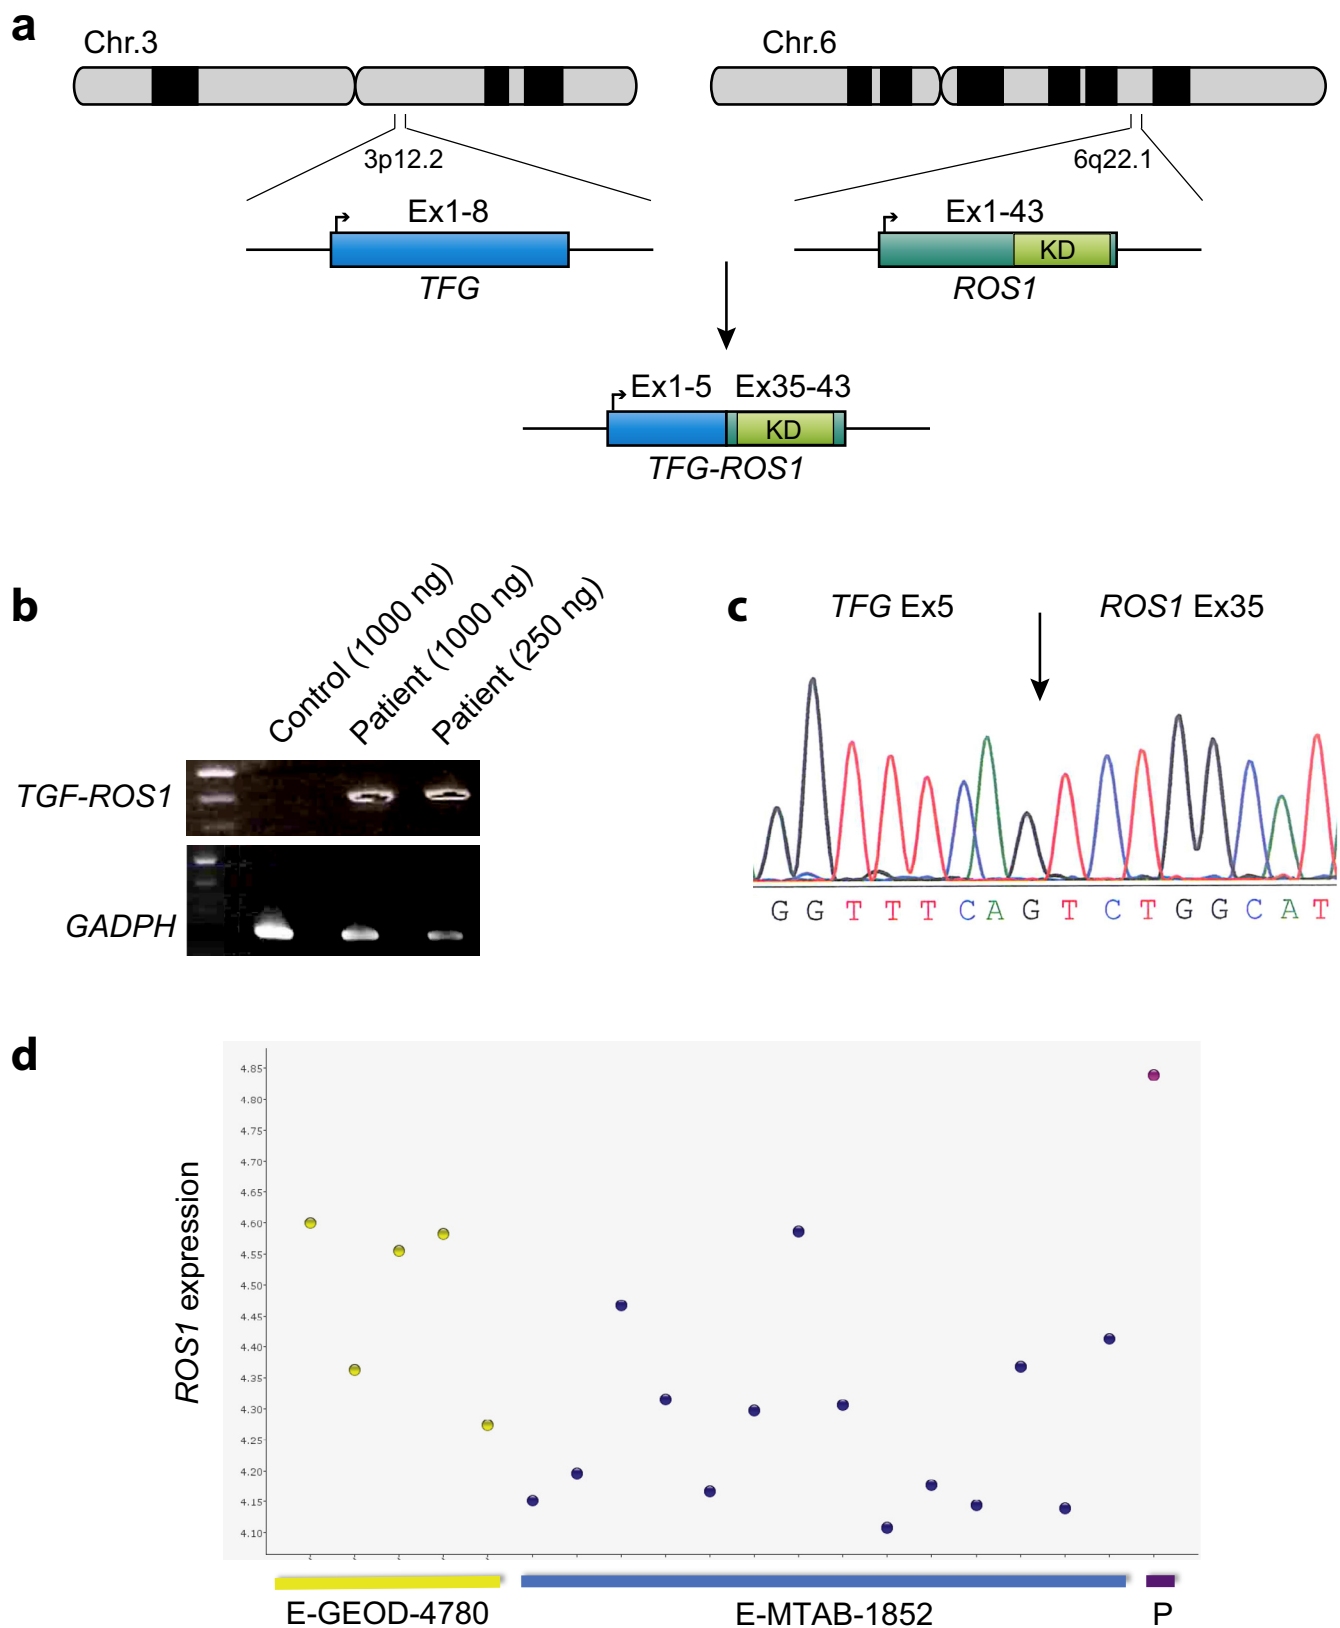 a
Chr.3
Chr.6
3p12.2
6q22.1
Ex1-8
Ex1-43
KD
TFG
ROS1
Ex1-5
Ex35-43
KD
TFG-ROS1
b
Control (1000 ng)
Patient (1000 ng)
Patient (250 ng)
TGF-ROS1
GADPH
c
TFG Ex5
ROS1 Ex35
G G T T T C A G T C T G G C A T
d
ROS1 expression
4.85
4.80
4.75
4.70
4.65
4.60
4.55
4.50
4.45
4.40
4.35
4.30
4.25
4.20
4.15
4.10
E-GEOD-4780
E-MTAB-1852
P